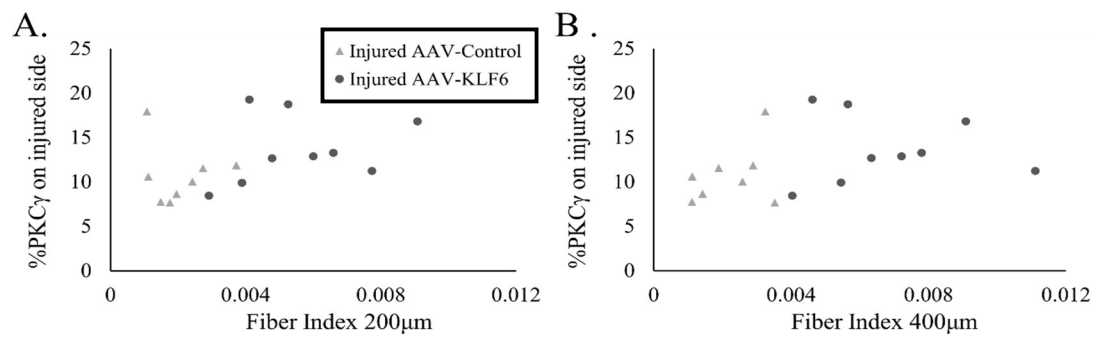 A.
Injured AAV-Control
Injured AAV-KLF6
%PKCγ on injured side
25
20
15
10
5
0
0 0.004 0.008 0.012
Fiber Index 200μm
B .
%PKCγ on injured side
25
20
15
10
5
0
0 0.004 0.008 0.012
Fiber Index 400μm